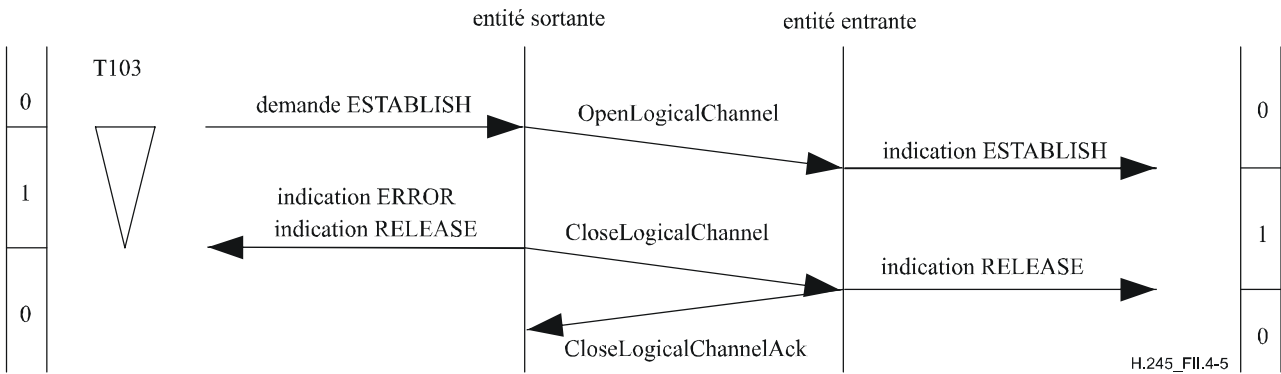 entité sortante
entité entrante
T103
0
demande ESTABLISH
OpenLogicalChannel
0
indication ESTABLISH
1
indication ERROR
indication RELEASE
CloseLogicalChannel
1
indication RELEASE
0
CloseLogicalChannelAck
0
H.245_FII.4-5